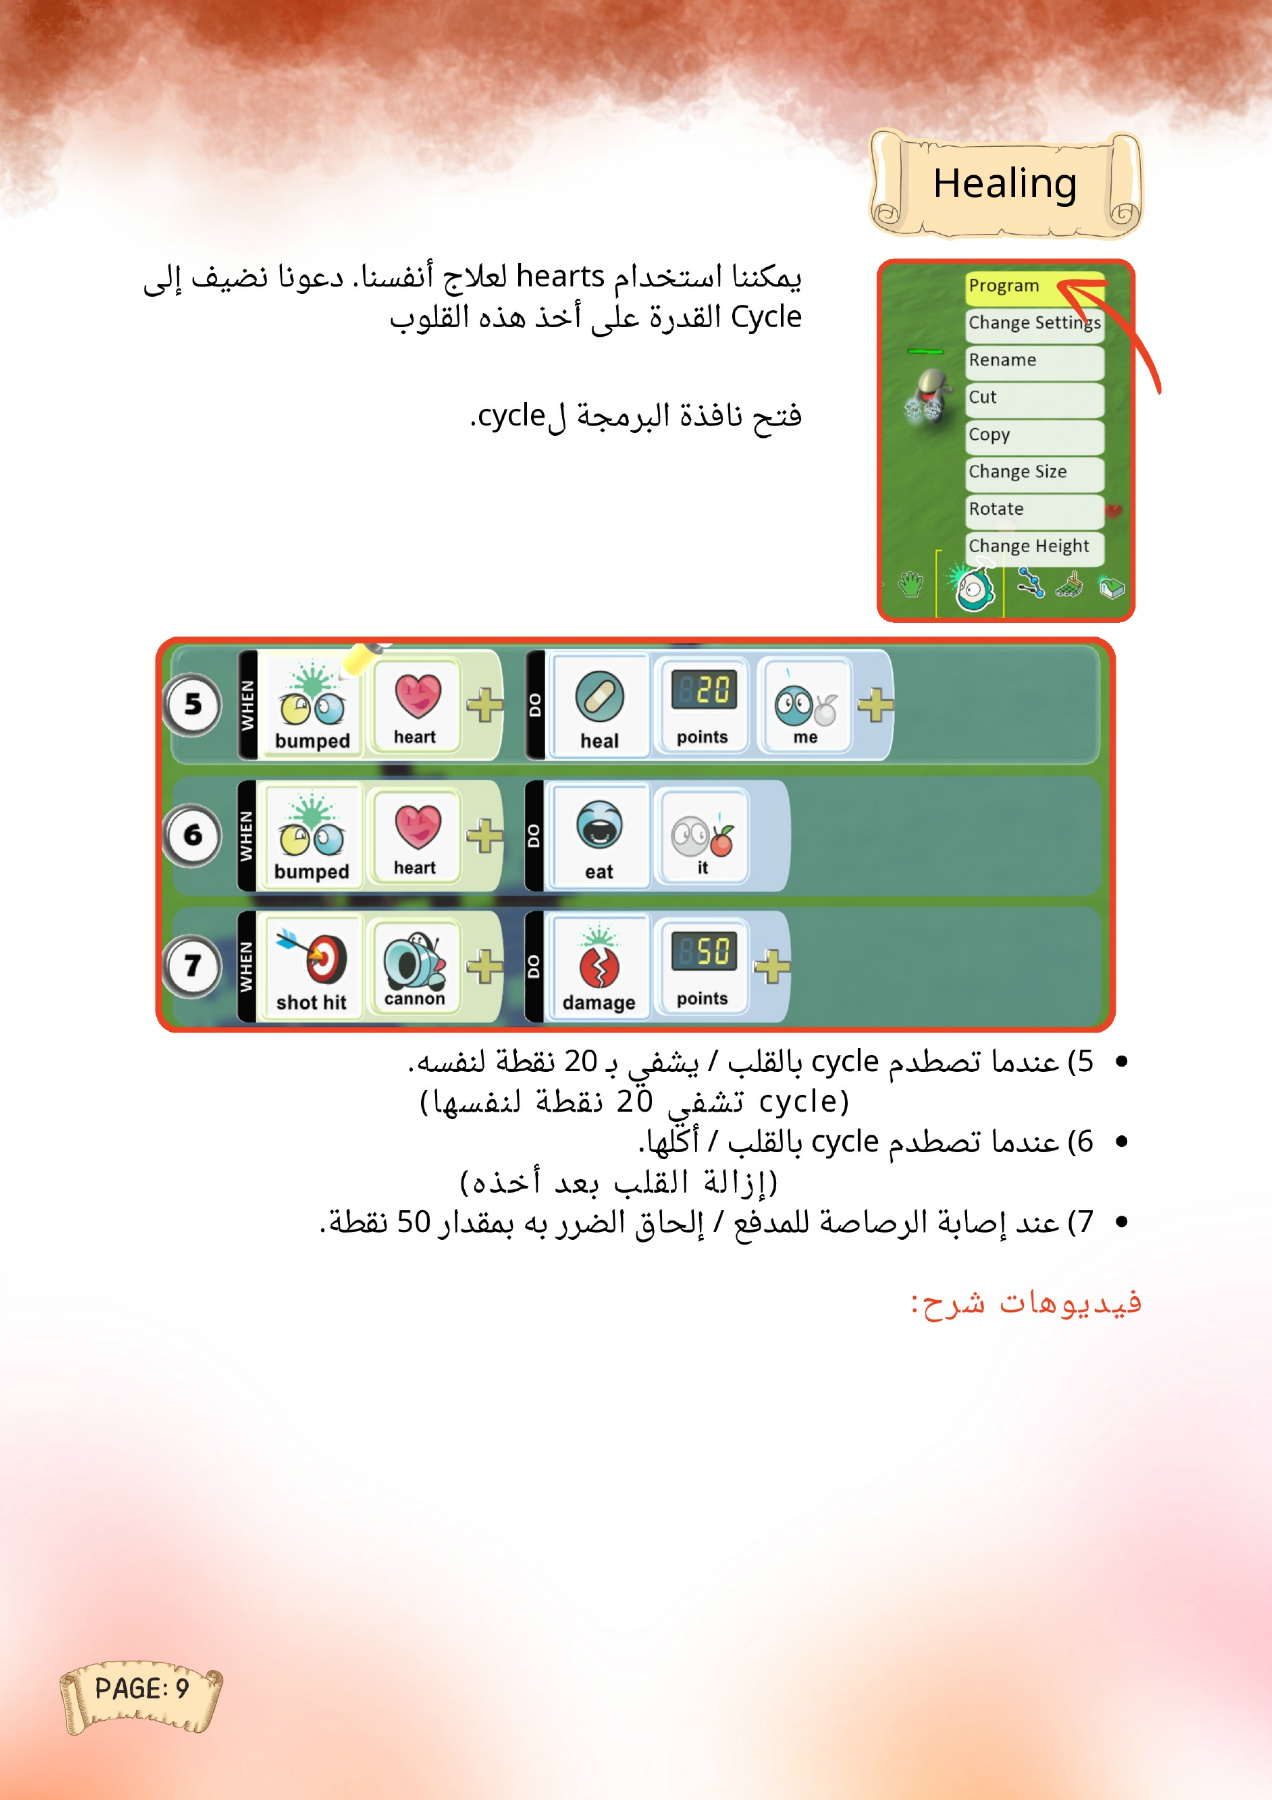 Healing
يمكننا استخدام hearts لعلاج أنفسنا. دعونا نضيف إلى
Cycle القدرة على أخذ هذه القلوب
فتح نافذة البرمجة لcycle.
Program
Change Settings
Rename
Cut
Copy
Change Size
Rotate
Change Height
5 WHEN bumped heart DO heal 20 points me
6 WHEN bumped heart DO eat it
7 WHEN shot hit cannon DO damage 50 points
• 5) عندما تصطدم cycle بالقلب / يشفي بـ 20 نقطة لنفسه.
(cycle تشفي 20 نقطة لنفسها)
• 6) عندما تصطدم cycle بالقلب / أكلها.
(إزالة القلب بعد أخذه)
• 7) عند إصابة الرصاصة للمدفع / إلحاق الضرر به بمقدار 50 نقطة.
فيديوهات شرح:
PAGE: 9